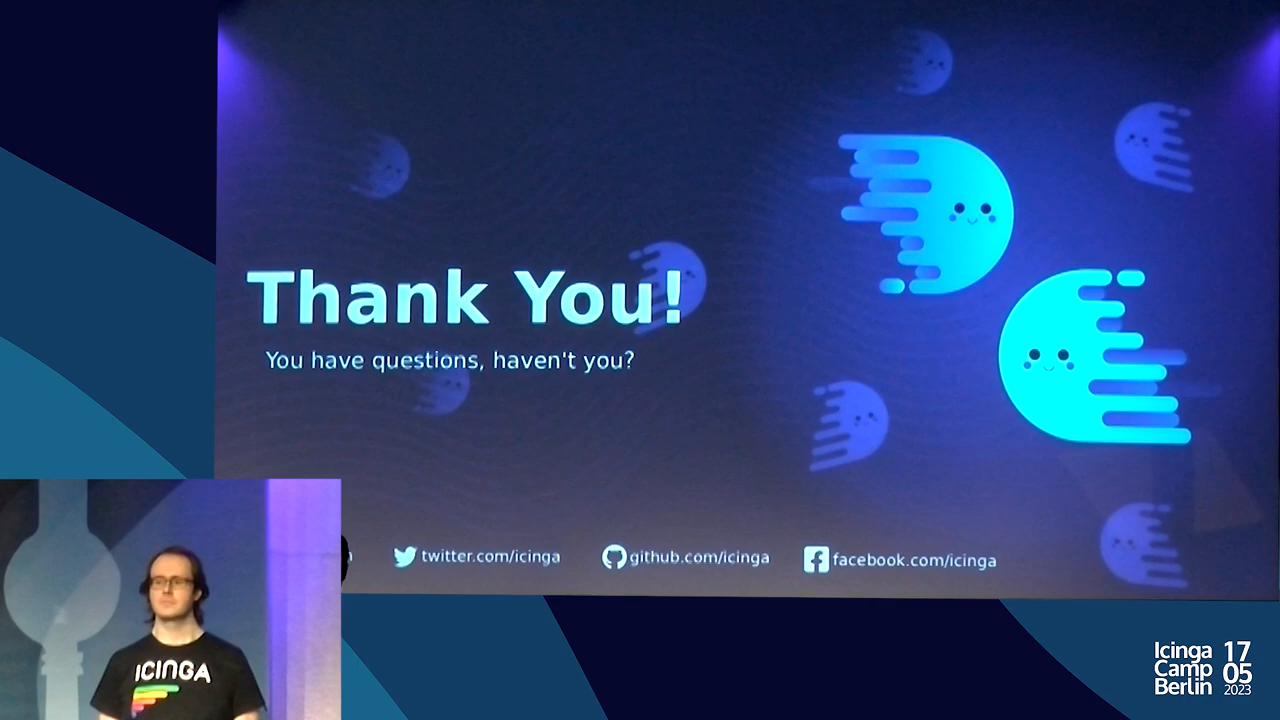 Thank You!
You have questions, haven't you?
twitter.com/icinga
github.com/icinga
facebook.com/icinga
ICINGA
Icinga
Camp
Berlin
17
05
2023